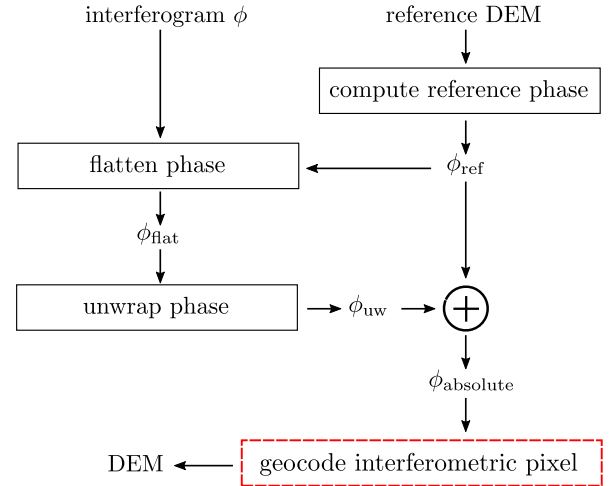 interferogram ϕ
reference DEM
compute reference phase
flatten phase
ϕref
ϕflat
unwrap phase
ϕuw
ϕabsolute
DEM
geocode interferometric pixel